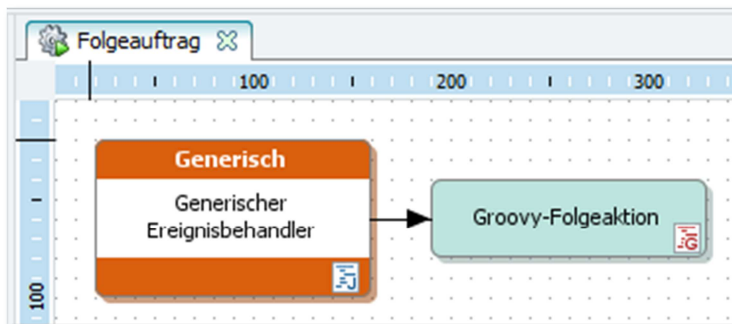 Folgeauftrag
100 200 300
Generisch
Generischer
Ereignisbehandler
J
Groovy-Folgeaktion
G
100